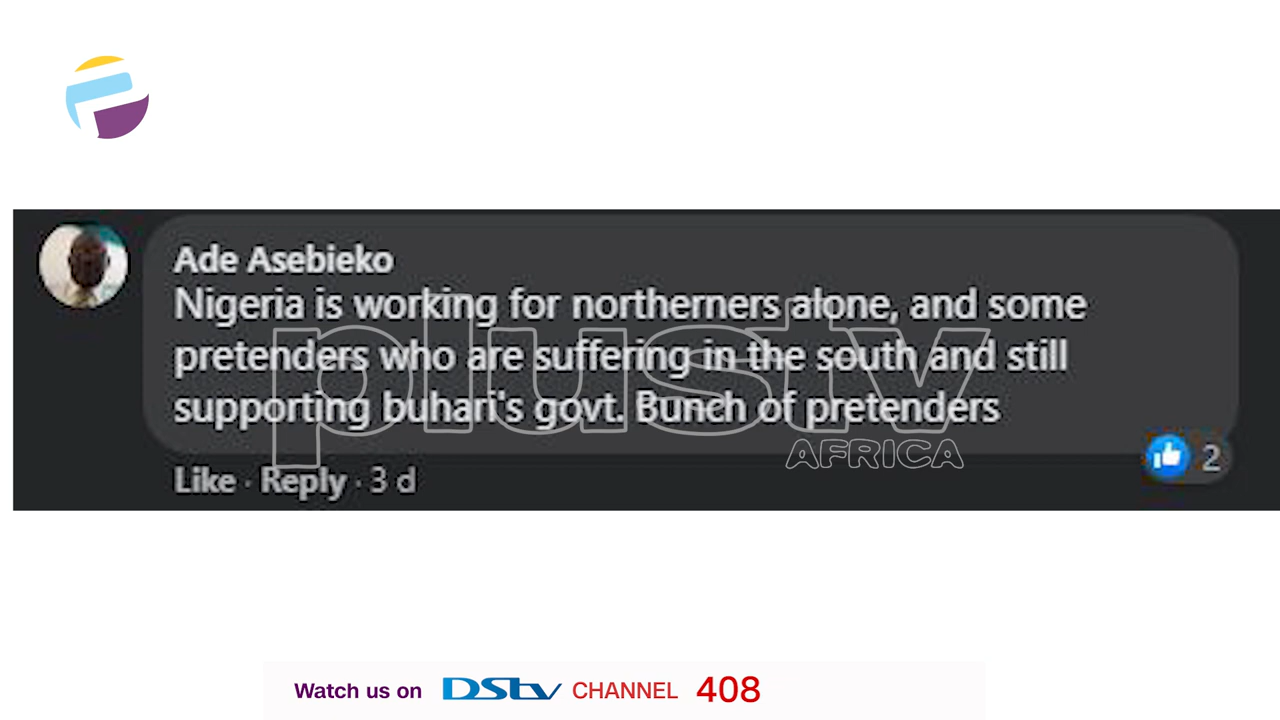 Ade Asebieko
Nigeria is working for northerners alone, and some
pretenders who are suffering in the south and still
supporting buhari's govt. Bunch of pretenders
Like · Reply · 3 d
2
plustv
AFRICA
Watch us on DStv CHANNEL 408